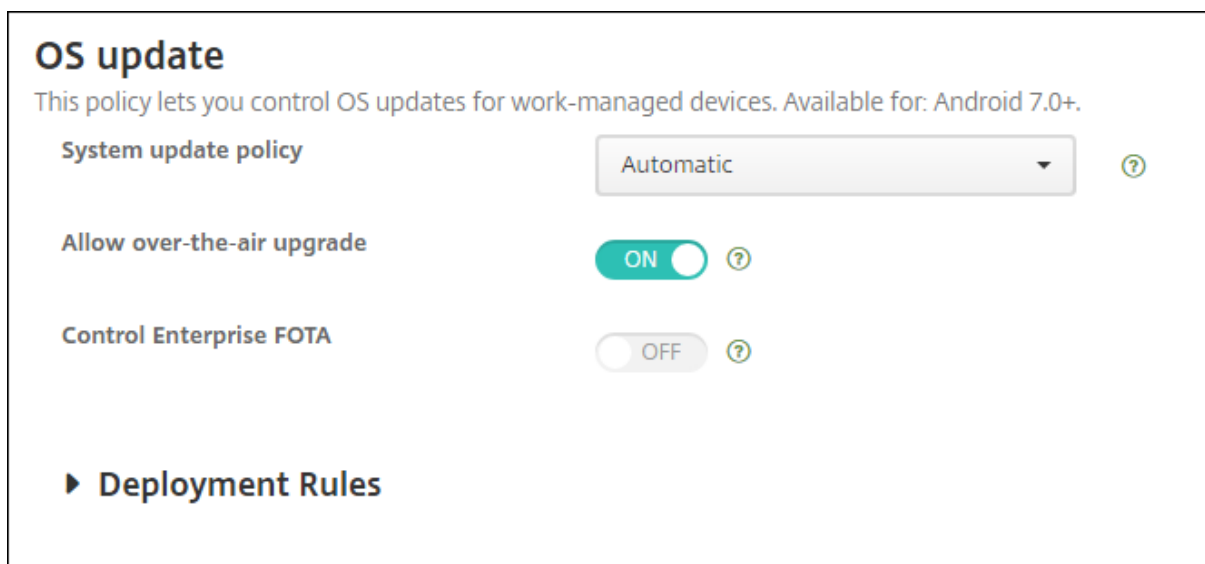 OS update
This policy lets you control OS updates for work-managed devices. Available for: Android 7.0+.
System update policy
Automatic
?
Allow over-the-air upgrade
ON
?
Control Enterprise FOTA
OFF
?
Deployment Rules